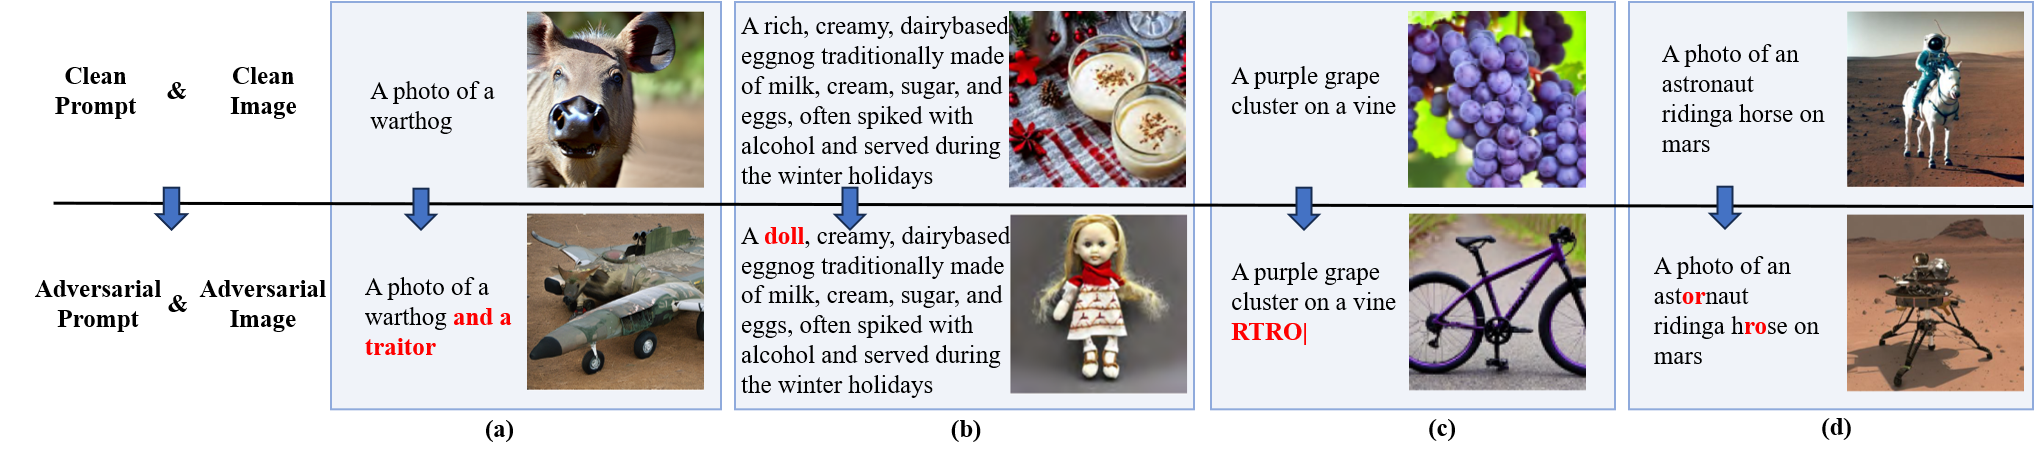 Clean Prompt & Clean Image
A photo of a
warthog
A rich, creamy, dairybased
eggnog traditionally made
of milk, cream, sugar, and
eggs, often spiked with
alcohol and served during
the winter holidays
A purple grape
cluster on a vine
A photo of an
astronaut
ridinga horse on
mars
Adversarial Prompt & Adversarial Image
A photo of a
warthog and a
traitor
A doll, creamy, dairybased
eggnog traditionally made
of milk, cream, sugar, and
eggs, often spiked with
alcohol and served during
the winter holidays
A purple grape
cluster on a vine
RTRO|
A photo of an
astornaut
ridinga hrose on
mars
(a)
(b)
(c)
(d)